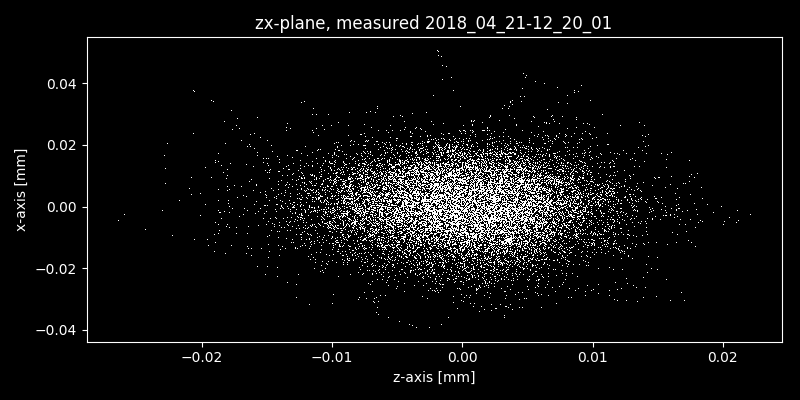 zx-plane, measured 2018_04_21-12_20_01
0.04
0.02
0.00
−0.02
−0.04
x-axis [mm]
−0.02 −0.01 0.00 0.01 0.02
z-axis [mm]